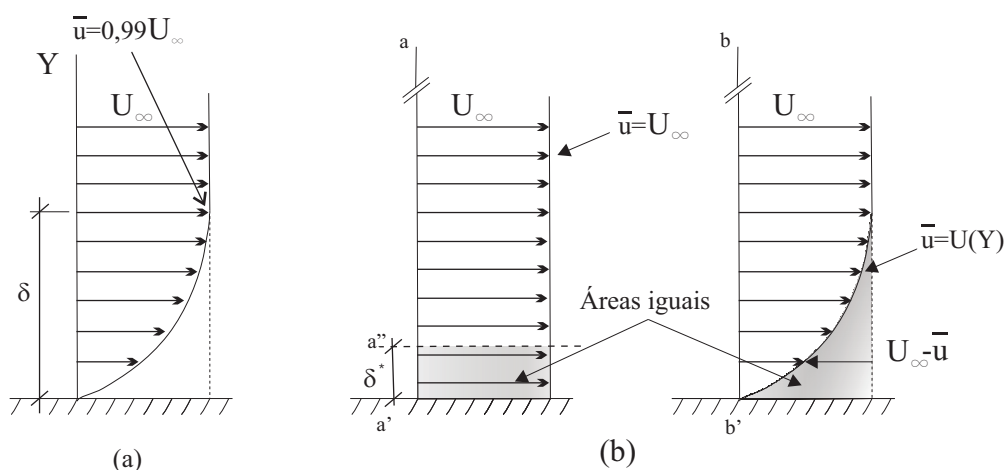 u̅=0,99U∞
Y
U∞
δ
(a)
a
U∞
u̅=U∞
Áreas iguais
a”
δ*
a'
(b)
b
U∞
u̅=U(Y)
U∞-u̅
b'